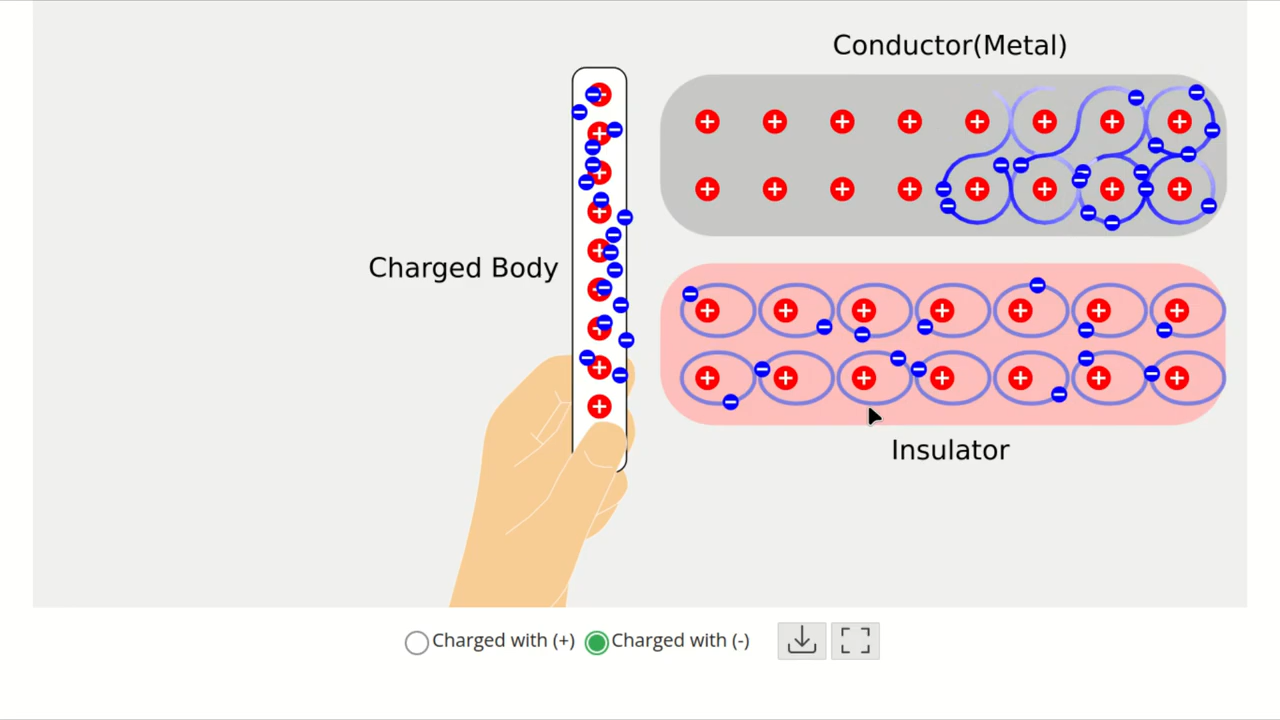 Conductor(Metal)
Charged Body
Insulator
Charged with (+) Charged with (-)